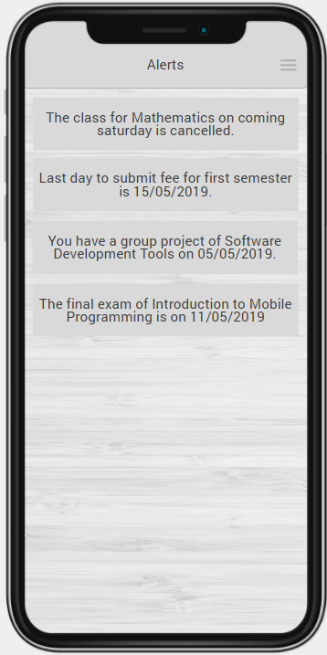 Alerts
The class for Mathematics on coming
saturday is cancelled.
Last day to submit fee for first semester
is 15/05/2019.
You have a group project of Software
Development Tools on 05/05/2019.
The final exam of Introduction to Mobile
Programming is on 11/05/2019